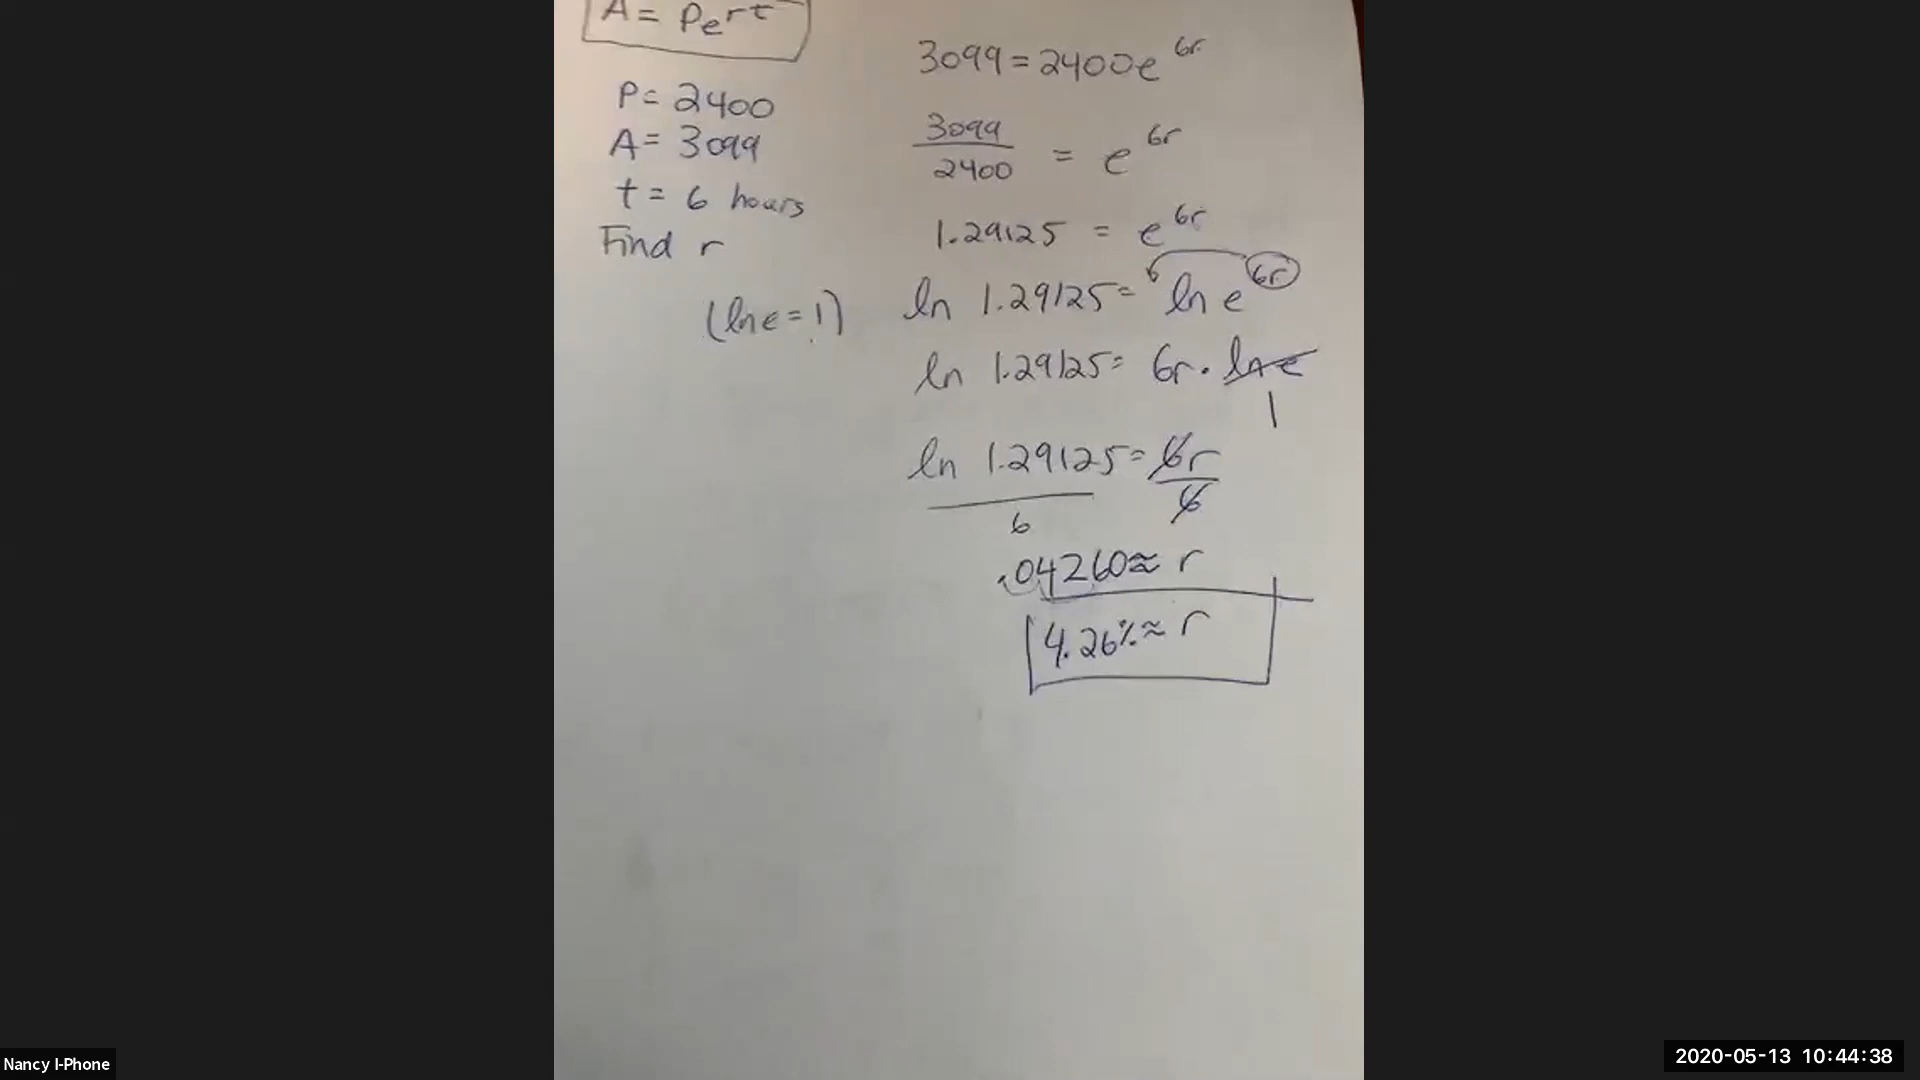 A = Pe^rt
P = 2400
A = 3099
t = 6 hours
Find r
(ln e = 1)
3099 = 2400e^6r
3099/2400 = e^6r
1.29125 = e^6r
ln 1.29125 = ln e^6r
ln 1.29125 = 6r · ln e
1
ln 1.29125 = 6r
6 6
.04260 ≈ r
4.26% ≈ r
Nancy I-Phone
2020-05-13 10:44:38